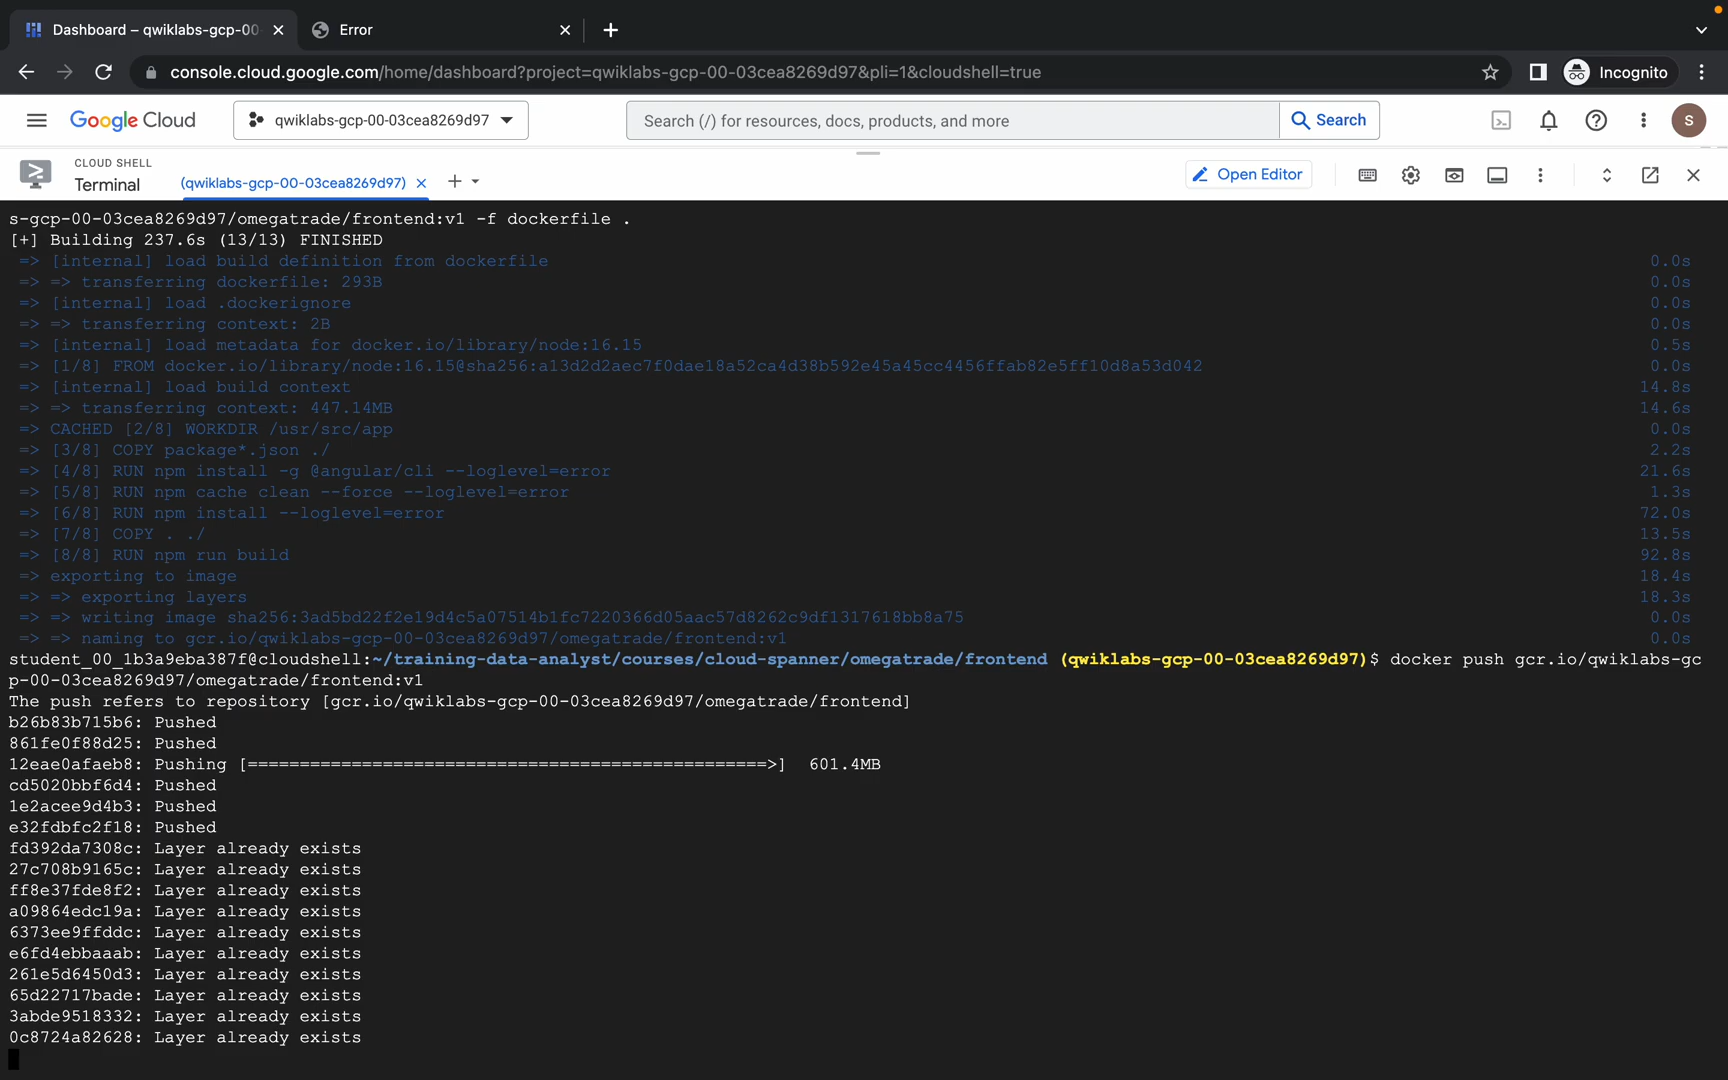 Dashboard – qwiklabs-gcp-00
Error
console.cloud.google.com/home/dashboard?project=qwiklabs-gcp-00-03cea8269d97&pli=1&cloudshell=true
Incognito
Google Cloud
qwiklabs-gcp-00-03cea8269d97
Search (/) for resources, docs, products, and more
Search
S
CLOUD SHELL
Terminal
(qwiklabs-gcp-00-03cea8269d97)
Open Editor
s-gcp-00-03cea8269d97/omegatrade/frontend:v1 -f dockerfile .
[+] Building 237.6s (13/13) FINISHED
=> [internal] load build definition from dockerfile 0.0s
=> => transferring dockerfile: 293B 0.0s
=> [internal] load .dockerignore 0.0s
=> => transferring context: 2B 0.0s
=> [internal] load metadata for docker.io/library/node:16.15 0.5s
=> [1/8] FROM docker.io/library/node:16.15@sha256:a13d2d2aec7f0dae18a52ca4d38b592e45a45cc4456ffab82e5ff10d8a53d042 0.0s
=> [internal] load build context 14.8s
=> => transferring context: 447.14MB 14.6s
=> CACHED [2/8] WORKDIR /usr/src/app 0.0s
=> [3/8] COPY package*.json ./ 2.2s
=> [4/8] RUN npm install -g @angular/cli --loglevel=error 21.6s
=> [5/8] RUN npm cache clean --force --loglevel=error 1.3s
=> [6/8] RUN npm install --loglevel=error 72.0s
=> [7/8] COPY . ./ 13.5s
=> [8/8] RUN npm run build 92.8s
=> exporting to image 18.4s
=> => exporting layers 18.3s
=> => writing image sha256:3ad5bd22f2e19d4c5a07514b1fc7220366d05aac57d8262c9df1317618bb8a75 0.0s
=> => naming to gcr.io/qwiklabs-gcp-00-03cea8269d97/omegatrade/frontend:v1 0.0s
student_00_1b3a9eba387f@cloudshell:~/training-data-analyst/courses/cloud-spanner/omegatrade/frontend (qwiklabs-gcp-00-03cea8269d97)$ docker push gcr.io/qwiklabs-gc
p-00-03cea8269d97/omegatrade/frontend:v1
The push refers to repository [gcr.io/qwiklabs-gcp-00-03cea8269d97/omegatrade/frontend]
b26b83b715b6: Pushed
861fe0f88d25: Pushed
12eae0afaeb8: Pushing [==================================================>] 601.4MB
cd5020bbf6d4: Pushed
1e2acee9d4b3: Pushed
e32fdbfc2f18: Pushed
fd392da7308c: Layer already exists
27c708b9165c: Layer already exists
ff8e37fde8f2: Layer already exists
a09864edc19a: Layer already exists
6373ee9ffddc: Layer already exists
e6fd4ebbaaab: Layer already exists
261e5d6450d3: Layer already exists
65d22717bade: Layer already exists
3abde9518332: Layer already exists
0c8724a82628: Layer already exists